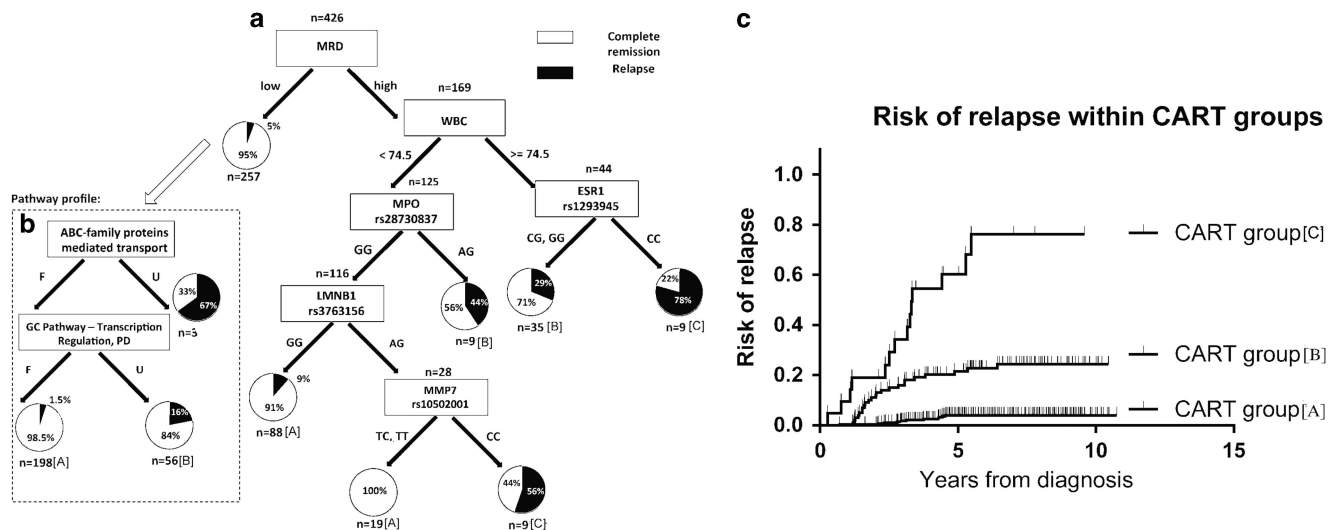 a
n=426
MRD
Complete
remission
Relapse
low
high
5%
95%
n=257
n=169
WBC
< 74.5
>= 74.5
n=125
MPO
rs28730837
n=44
ESR1
rs1293945
GG
AG
CG, GG
CC
n=116
LMNB1
rs3763156
56%
44%
n=9[B]
29%
71%
n=35[B]
22%
78%
n=9[C]
GG
AG
9%
91%
n=88[A]
n=28
MMP7
rs10502001
TC, TT
CC
100%
n=19[A]
44%
56%
n=9[C]
Pathway profile:
b
ABC-family proteins
mediated transport
F
U
33%
67%
n=3
GC Pathway – Transcription
Regulation, PD
F
U
1.5%
98.5%
n=198[A]
16%
84%
n=56[B]
c
Risk of relapse within CART groups
Risk of relapse
1.0
0.8
0.6
0.4
0.2
0.0
0
5
10
15
Years from diagnosis
CART group[C]
CART group[B]
CART group[A]